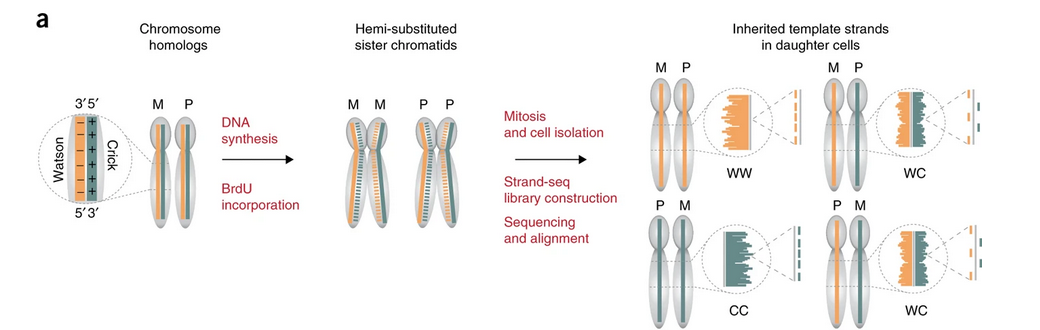 a
Chromosome
homologs
Hemi-substituted
sister chromatids
Inherited template strands
in daughter cells
3′5′
Watson
Crick
− +
− +
− +
− +
− +
5′3′
M P
DNA
synthesis
BrdU
incorporation
M M P P
Mitosis
and cell isolation
Strand-seq
library construction
Sequencing
and alignment
M P
WW
M P
WC
P M
CC
P M
WC